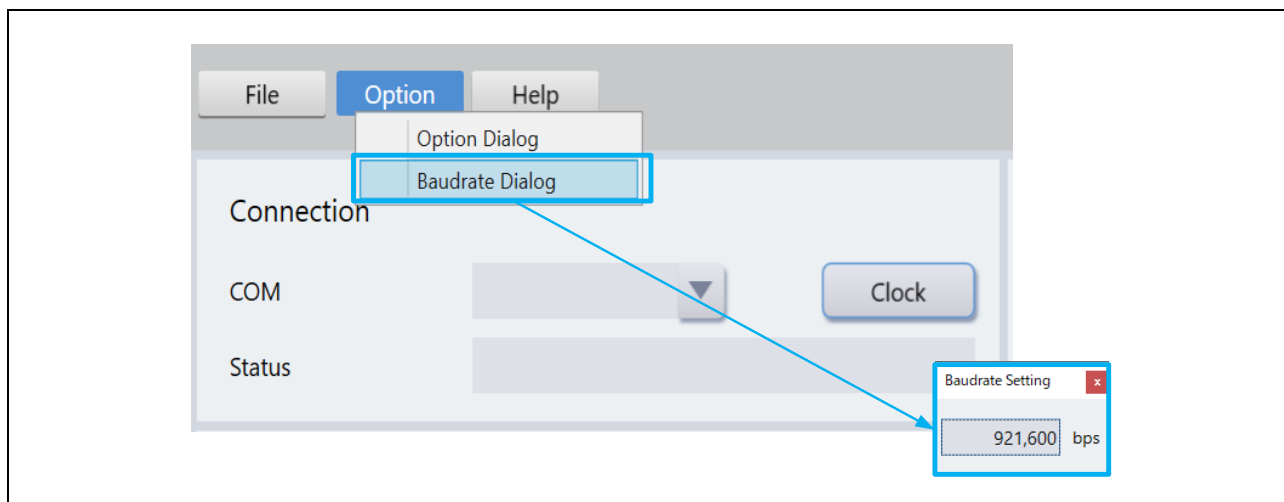 File Option Help
Option Dialog
Baudrate Dialog
Connection
COM Clock
Status
Baudrate Setting x
921,600 bps